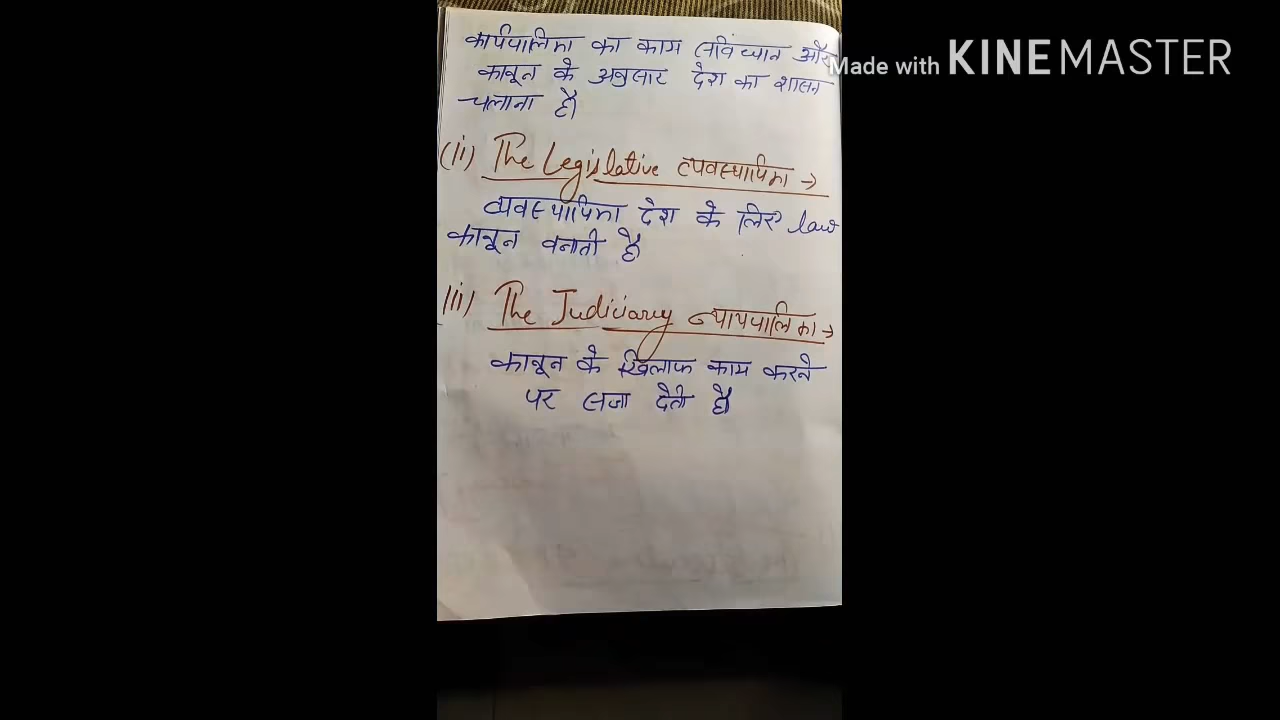 कार्यपालिका का काम संविधान और
कानून के अनुसार देश का शासन
चलाना है।
(ii) The Legislative व्यवस्थापिका →
व्यवस्थापिका देश के लिए law
कानून बनाती है
(iii) The Judiciary न्यायपालिका →
कानून के खिलाफ काम करने
पर सजा देती है
Made with KINEMASTER